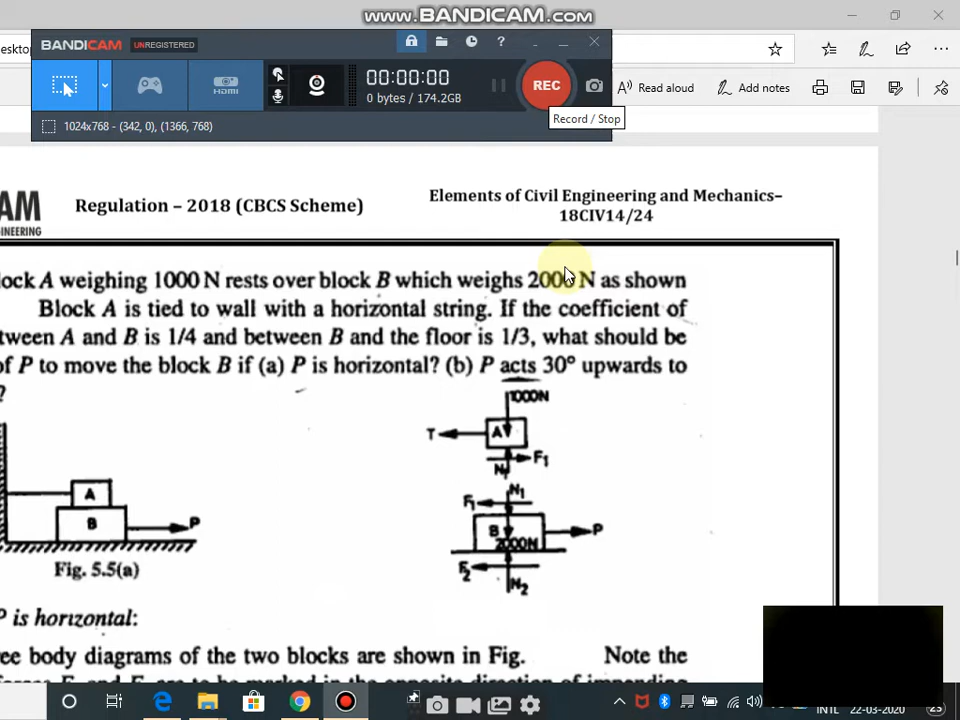 www.BANDICAM.com
BANDICAM UNREGISTERED
deskto
HDMI
00:00:00
0 bytes / 174.2GB
REC
Read aloud
Add notes
Record / Stop
1024x768 - (342, 0), (1366, 768)
AM
GINEERING
Regulation – 2018 (CBCS Scheme)
Elements of Civil Engineering and Mechanics–
18CIV14/24
lock A weighing 1000 N rests over block B which weighs 2000 N as shown
Block A is tied to wall with a horizontal string. If the coefficient of
tween A and B is 1/4 and between B and the floor is 1/3, what should be
of P to move the block B if (a) P is horizontal? (b) P acts 30° upwards to
?
1000N
T
A
F1
N1
F1
B
P
2000N
F2
N2
A
B
P
Fig. 5.5(a)
P is horizontal:
ree body diagrams of the two blocks are shown in Fig. Note the
INTL
22-03-2020